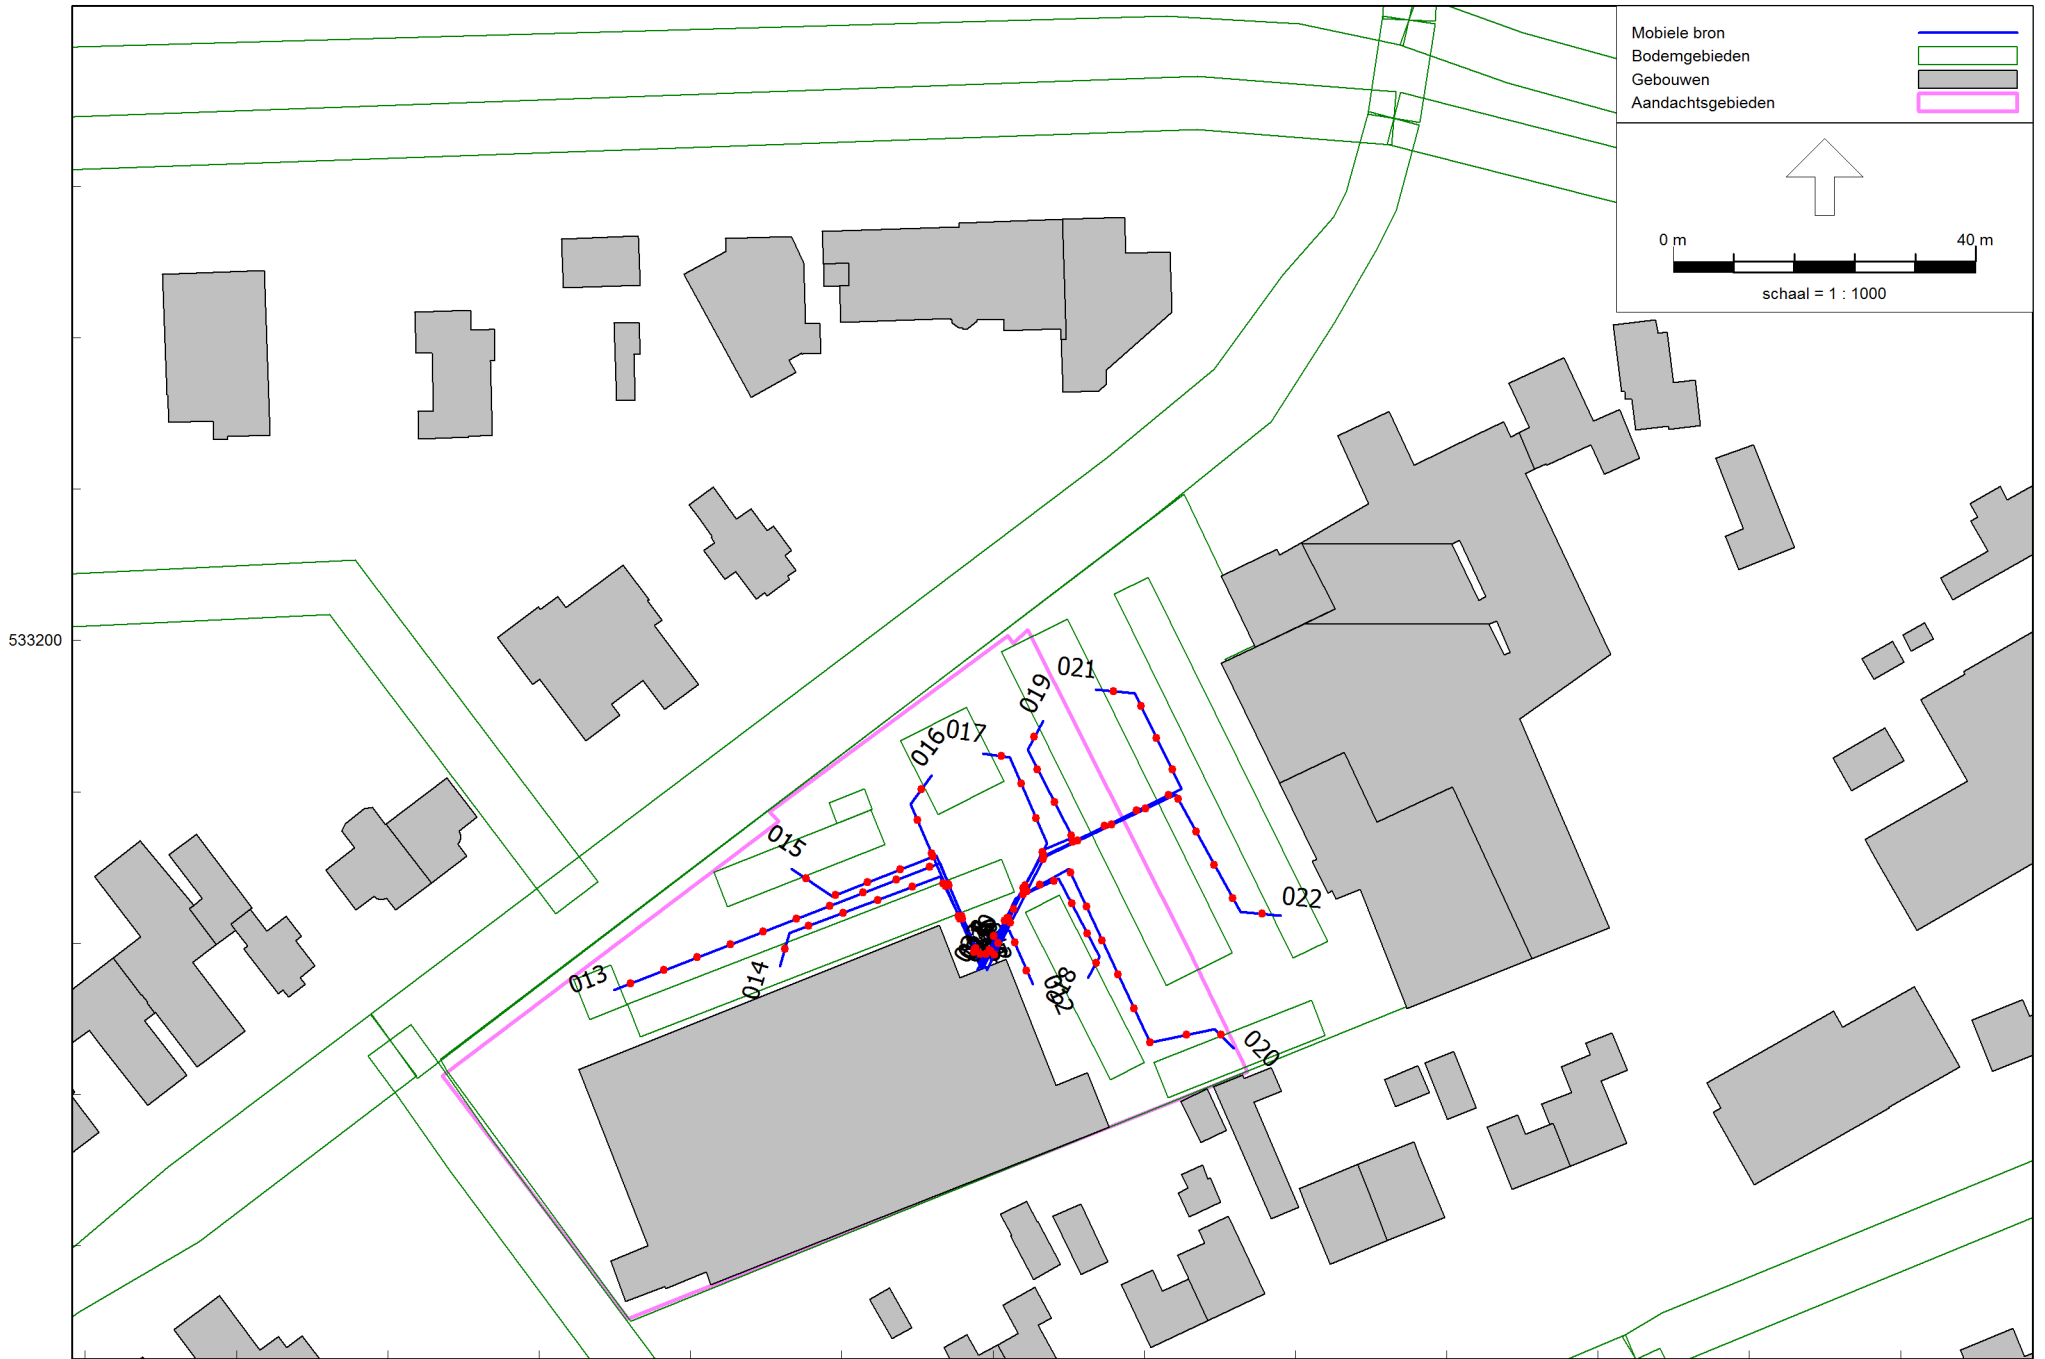 Mobiele bron
Bodemgebieden
Gebouwen
Aandachtsgebieden
0 m
40 m
schaal = 1 : 1000
533200
021
019
017
016
015
022
013
014
020